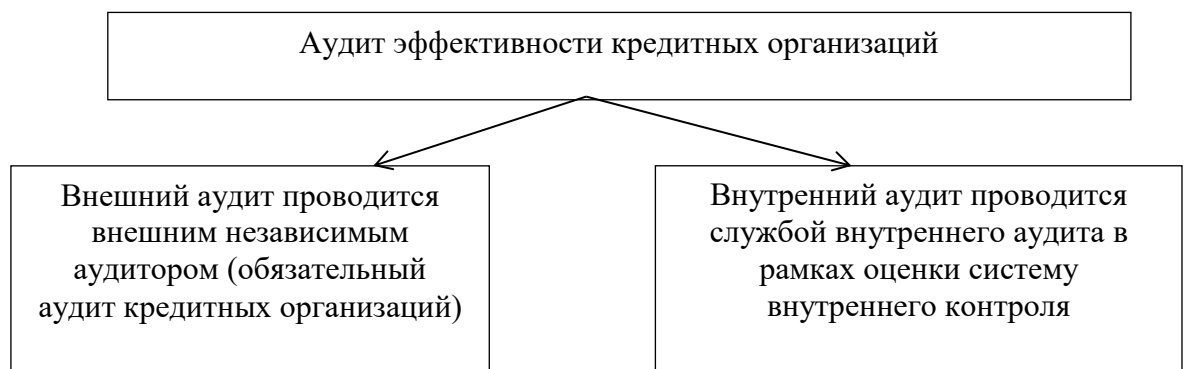 Аудит эффективности кредитных организаций
Внешний аудит проводится
внешним независимым
аудитором (обязательный
аудит кредитных организаций)
Внутренний аудит проводится
службой внутреннего аудита в
рамках оценки систему
внутреннего контроля